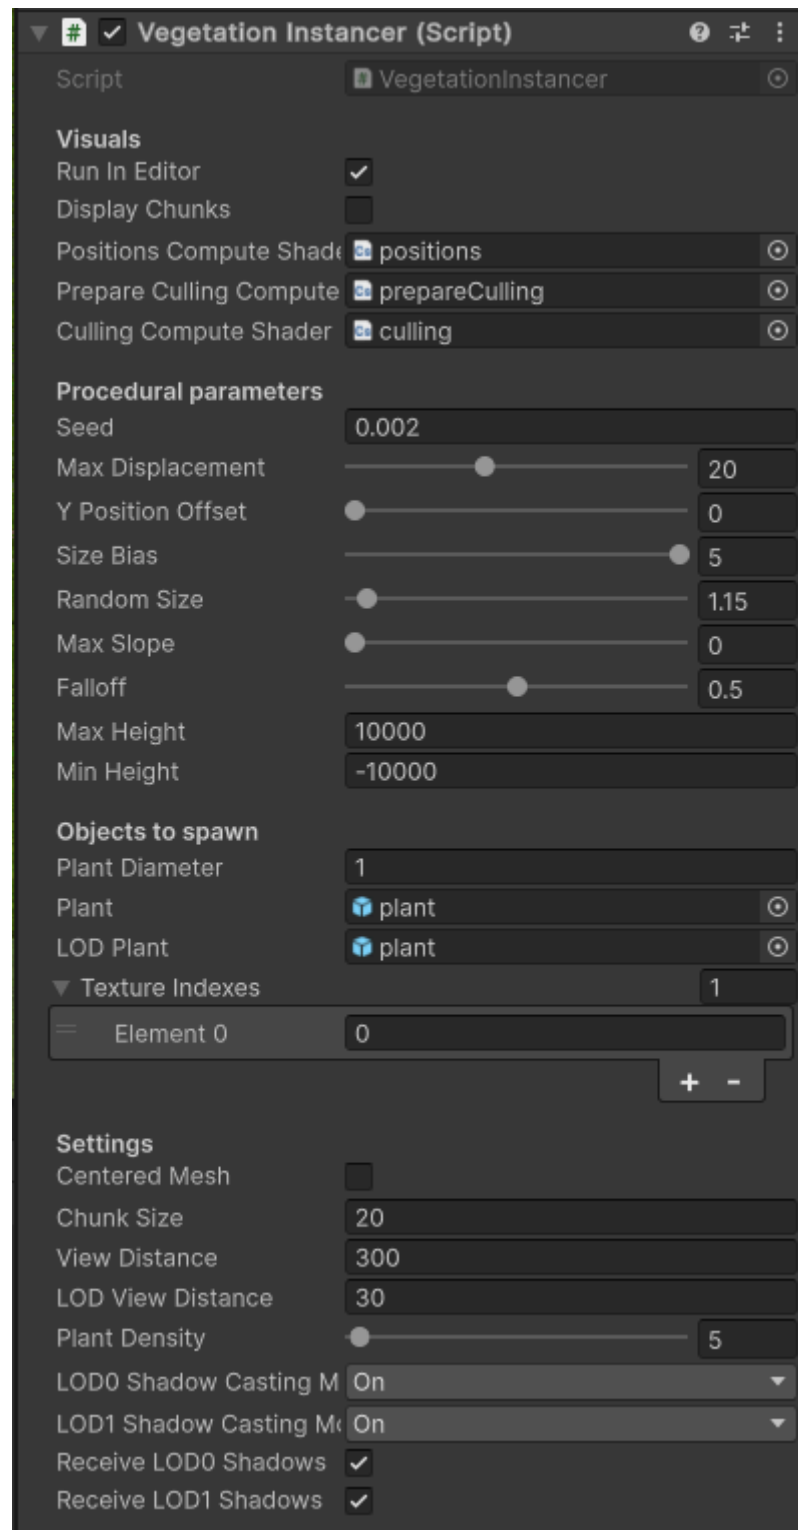 Vegetation Instancer (Script)
Script VegetationInstancer
Visuals
Run In Editor
Display Chunks
Positions Compute Shade positions
Prepare Culling Compute prepareCulling
Culling Compute Shader culling
Procedural parameters
Seed 0.002
Max Displacement 20
Y Position Offset 0
Size Bias 5
Random Size 1.15
Max Slope 0
Falloff 0.5
Max Height 10000
Min Height -10000
Objects to spawn
Plant Diameter 1
Plant plant
LOD Plant plant
Texture Indexes 1
Element 0 0
+ -
Settings
Centered Mesh
Chunk Size 20
View Distance 300
LOD View Distance 30
Plant Density 5
LOD0 Shadow Casting M On
LOD1 Shadow Casting Mo On
Receive LOD0 Shadows
Receive LOD1 Shadows